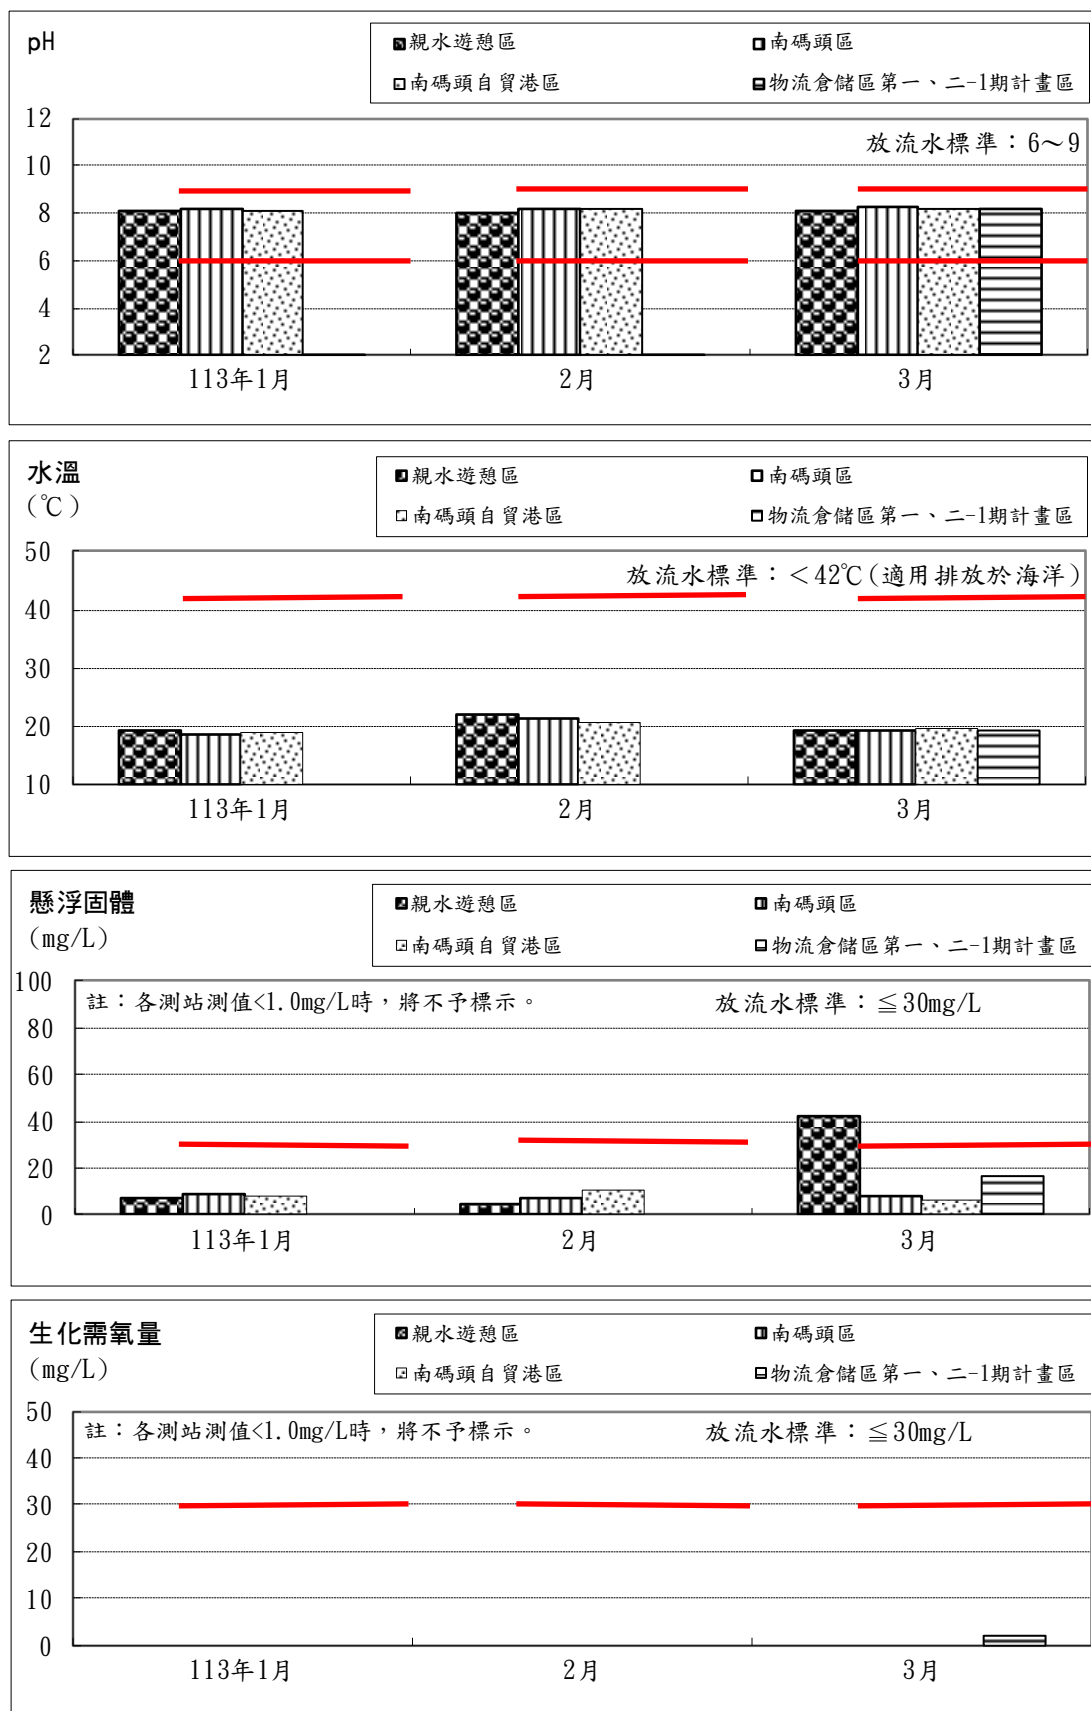 pH
■親水遊憩區 ■南碼頭區
□南碼頭自貿港區 ■物流倉儲區第一、二-1期計畫區
放流水標準：6～9
12
10
8
6
4
2
113年1月 2月 3月
水溫
(℃)
■親水遊憩區 □南碼頭區
□南碼頭自貿港區 ■物流倉儲區第一、二-1期計畫區
放流水標準：＜42℃(適用排放於海洋)
50
40
30
20
10
113年1月 2月 3月
懸浮固體
(mg/L)
■親水遊憩區 ■南碼頭區
□南碼頭自貿港區 □物流倉儲區第一、二-1期計畫區
註：各測站測值<1.0mg/L時，將不予標示。 放流水標準：≦30mg/L
100
80
60
40
20
0
113年1月 2月 3月
生化需氧量
(mg/L)
■親水遊憩區 ■南碼頭區
□南碼頭自貿港區 □物流倉儲區第一、二-1期計畫區
註：各測站測值<1.0mg/L時，將不予標示。 放流水標準：≦30mg/L
50
40
30
20
10
0
113年1月 2月 3月